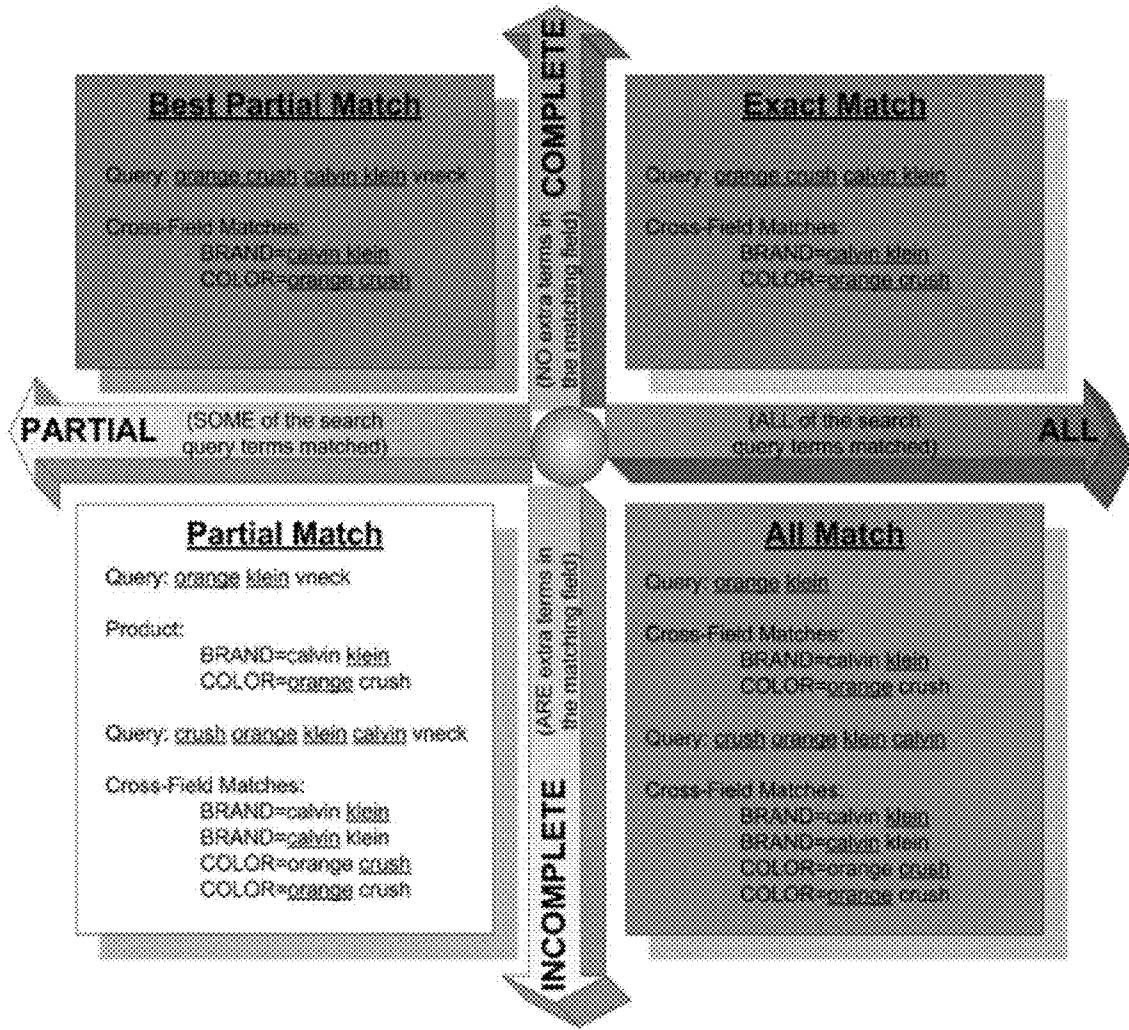 COMPLETE
(NO extra terms in
the matching field)
Best Partial Match
Query: orange crush calvin klein vneck
Cross-Field Matches:
BRAND=calvin klein
COLOR=orange crush
Exact Match
Query: orange crush calvin klein
Cross-Field Matches:
BRAND=calvin klein
COLOR=orange crush
PARTIAL
(SOME of the search
query terms matched)
(ALL of the search
query terms matched)
ALL
Partial Match
Query: orange klein vneck
Product:
BRAND=calvin klein
COLOR=orange crush
Query: crush orange klein calvin vneck
Cross-Field Matches:
BRAND=calvin klein
BRAND=calvin klein
COLOR=orange crush
COLOR=orange crush
(ARE extra terms in
the matching field)
INCOMPLETE
All Match
Query: orange klein
Cross-Field Matches:
BRAND=calvin klein
COLOR=orange crush
Query: crush orange klein calvin
Cross-Field Matches:
BRAND=calvin klein
BRAND=calvin klein
COLOR=orange crush
COLOR=orange crush